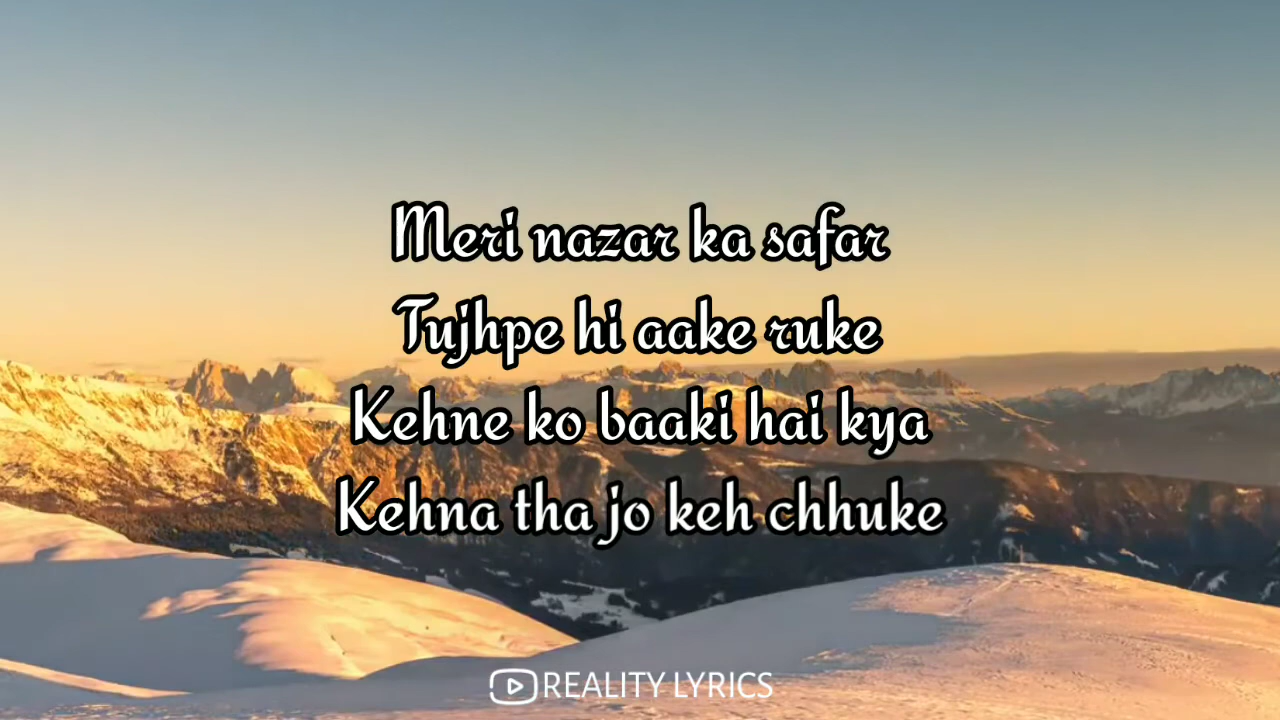 Meri nazar ka safar
Tujhpe hi aake ruke
Kehne ko baaki hai kya
Kehna tha jo keh chhuke
REALITY LYRICS